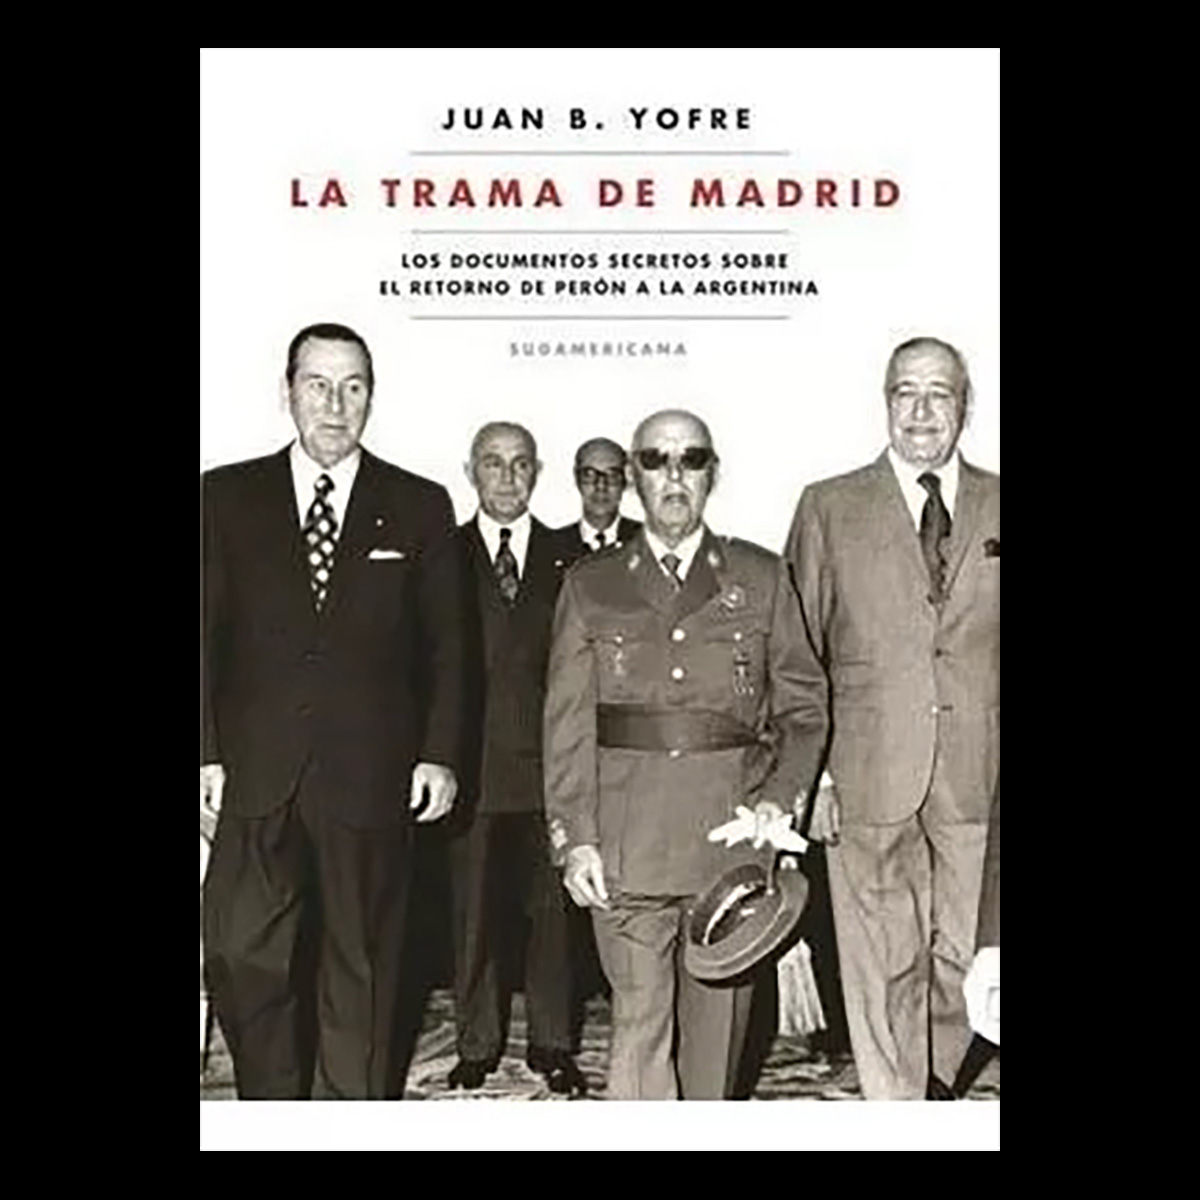 JUAN B. YOFRE
LA TRAMA DE MADRID
LOS DOCUMENTOS SECRETOS SOBRE
EL RETORNO DE PERÓN A LA ARGENTINA
SUDAMERICANA